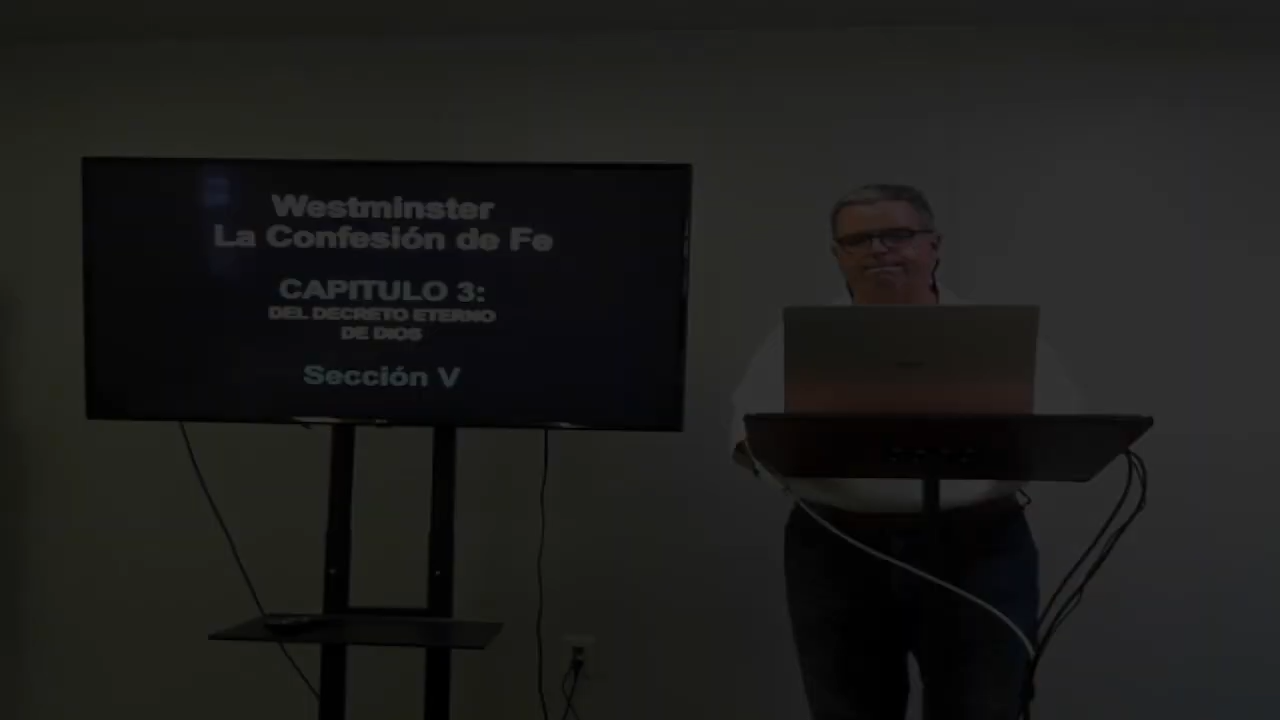 Westminster
La Confesión de Fe
CAPITULO 3:
DEL DECRETO ETERNO
DE DIOS
Sección V